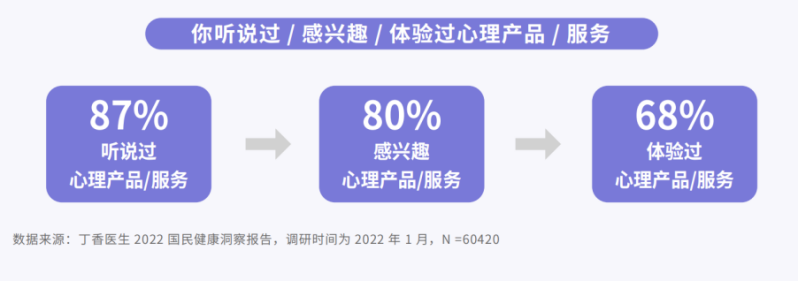 你听说过 / 感兴趣 / 体验过心理产品 / 服务
87%
听说过
心理产品/服务
80%
感兴趣
心理产品/服务
68%
体验过
心理产品/服务
数据来源：丁香医生 2022 国民健康洞察报告，调研时间为 2022 年 1 月，N =60420